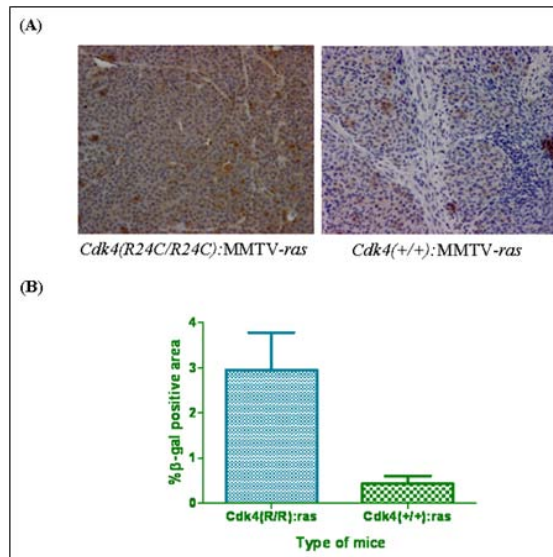 (A)
Cdk4(R24C/R24C):MMTV-ras
Cdk4(+/+):MMTV-ras
(B)
% β-gal positive area
4
3
2
1
0
Cdk4(R/R):ras
Cdk4(+/+):ras
Type of mice